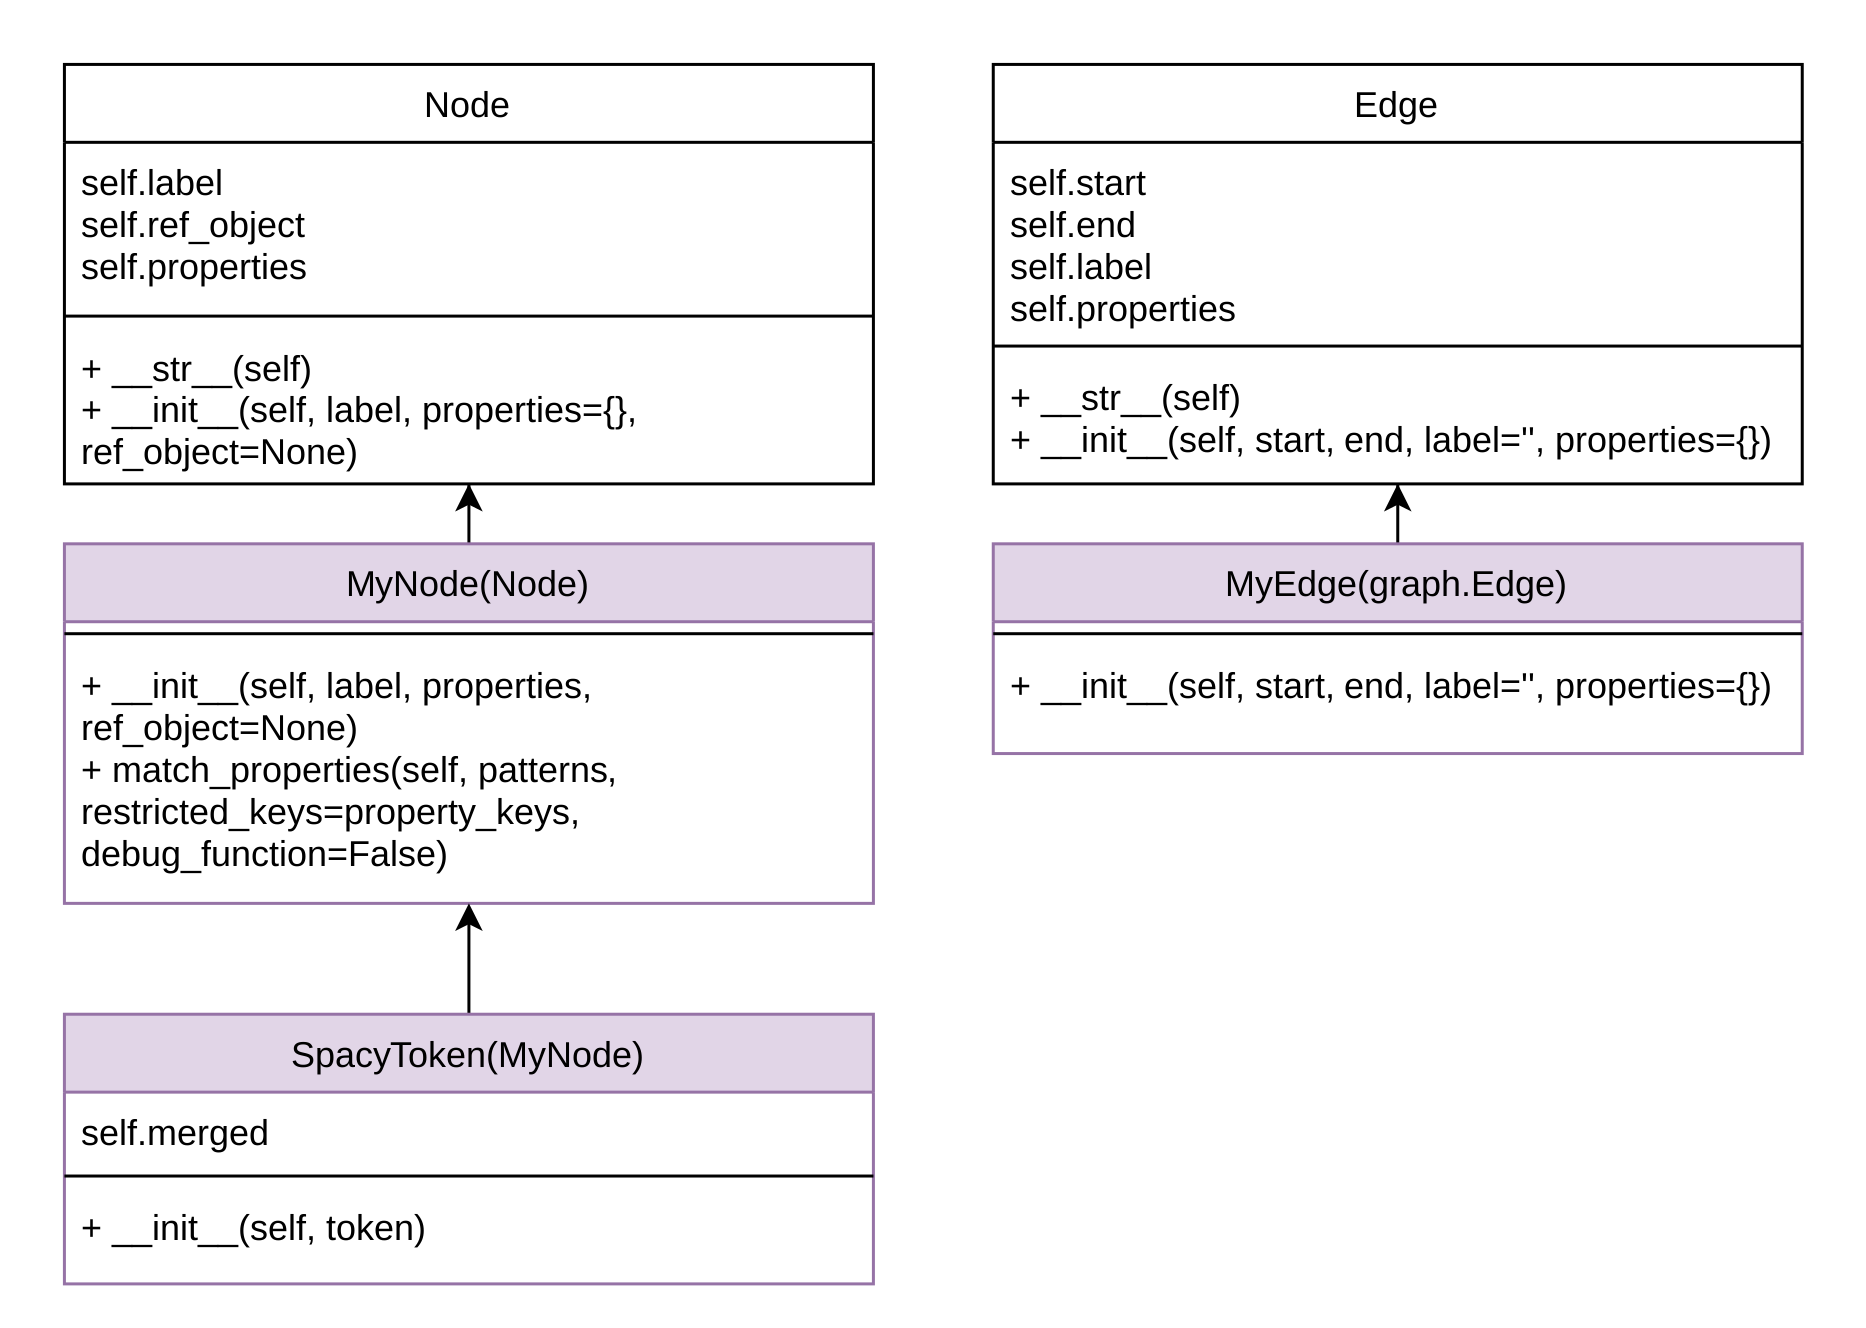 Node
self.label
self.ref_object
self.properties
+ __str__(self)
+ __init__(self, label, properties={},
ref_object=None)
MyNode(Node)
+ __init__(self, label, properties,
ref_object=None)
+ match_properties(self, patterns,
restricted_keys=property_keys,
debug_function=False)
SpacyToken(MyNode)
self.merged
+ __init__(self, token)
Edge
self.start
self.end
self.label
self.properties
+ __str__(self)
+ __init__(self, start, end, label='', properties={})
MyEdge(graph.Edge)
+ __init__(self, start, end, label='', properties={})